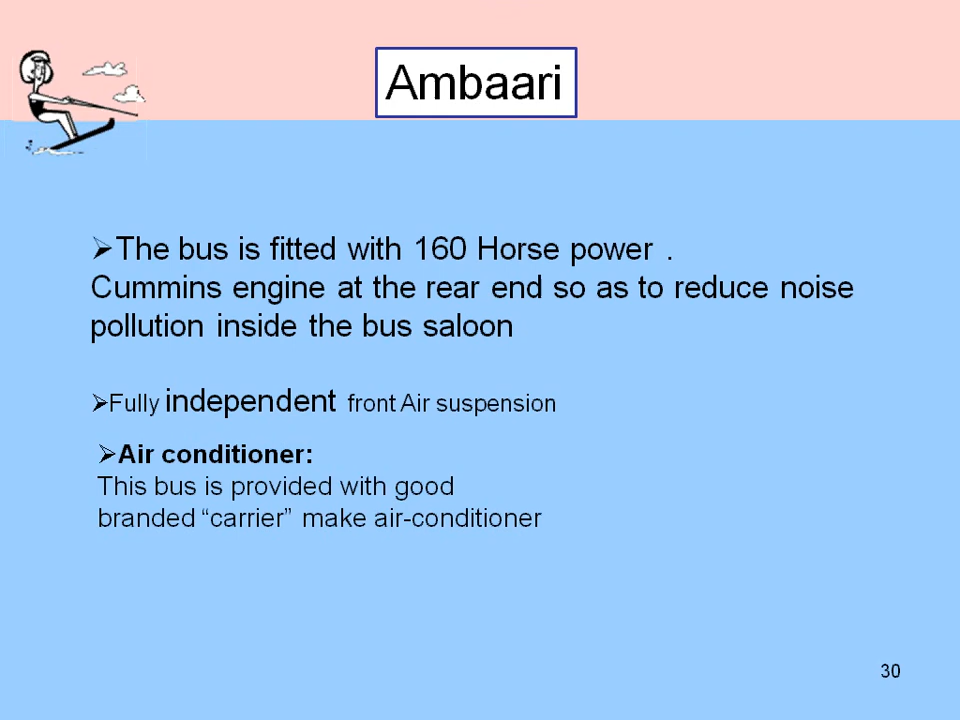 Ambaari
➢The bus is fitted with 160 Horse power .
Cummins engine at the rear end so as to reduce noise
pollution inside the bus saloon
➢Fully independent front Air suspension
➢Air conditioner:
This bus is provided with good
branded “carrier” make air-conditioner
30